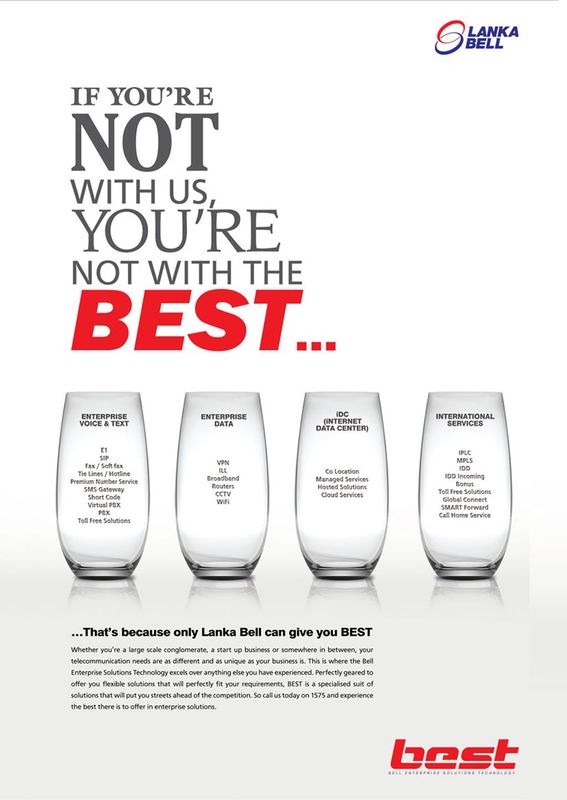 LANKA
BELL
IF YOU'RE
NOT
WITH US,
YOU'RE
NOT WITH THE
BEST...
ENTERPRISE
VOICE & TEXT
E1
SIP
Fax / Soft fax
Tie Lines / Hotline
Premium Number Service
SMS Gateway
Short Code
Virtual PBX
PBX
Toll Free Solutions
ENTERPRISE
DATA
VPN
ILL
Broadband
Routers
CCTV
WiFi
iDC
(INTERNET
DATA CENTER)
Co Location
Managed Services
Hosted Solutions
Cloud Services
INTERNATIONAL
SERVICES
IPLC
MPLS
IDD
IDD Incoming
Bonus
Toll Free Solutions
Global Connect
SMART Forward
Call Home Service
...That's because only Lanka Bell can give you BEST
Whether you're a large scale conglomerate, a start up business or somewhere in between, your
telecommunication needs are as different and as unique as your business is. This is where the Bell
Enterprise Solutions Technology excels over anything else you have experienced. Perfectly geared to
offer you flexible solutions that will perfectly fit your requirements, BEST is a specialised suit of
solutions that will put you streets ahead of the competition. So call us today on 1575 and experience
the best there is to offer in enterprise solutions.
best
BELL ENTERPRISE SOLUTIONS TECHNOLOGY